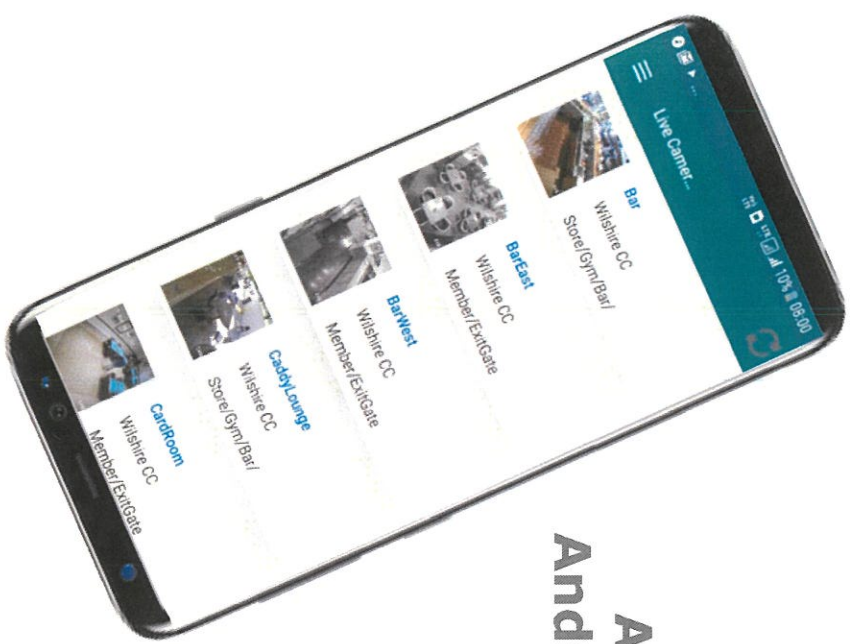 10% 08:00
Live Camer...
Bar
Wilshire CC
Store/Gym/Bar/
BarEast
Wilshire CC
Member/ExitGate
BarWest
Wilshire CC
Member/ExitGate
CaddyLounge
Wilshire CC
Store/Gym/Bar/
CardRoom
Wilshire CC
Member/ExitGate
A
And